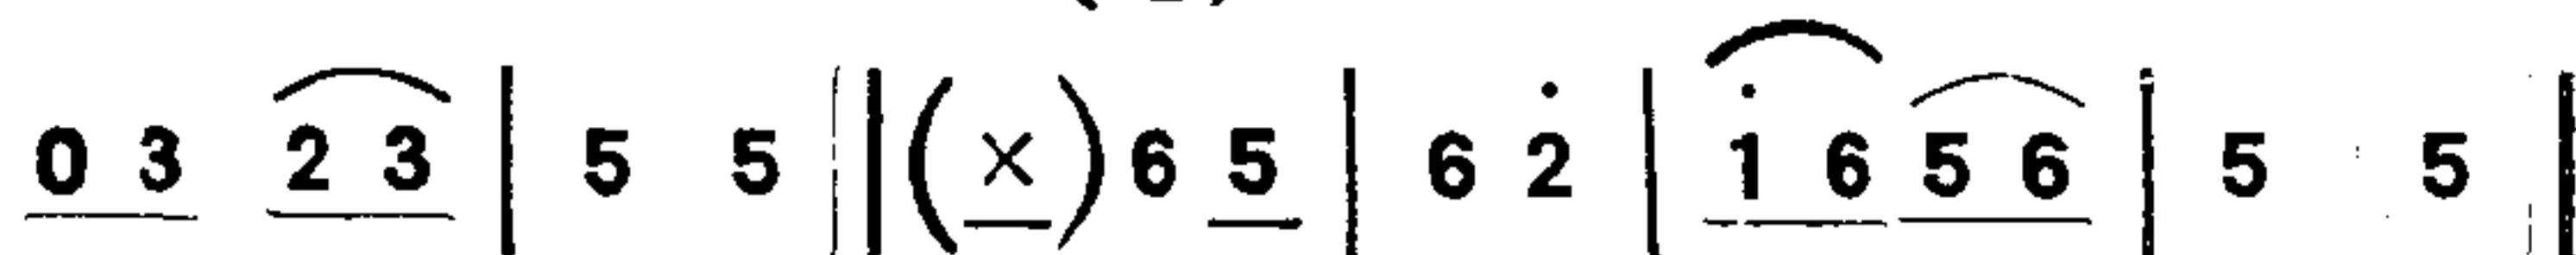 0 3 2 3 | 5 5 || (×) 6 5 | 6 2̇ | 1̇ 6 5 6 | 5 5 ||